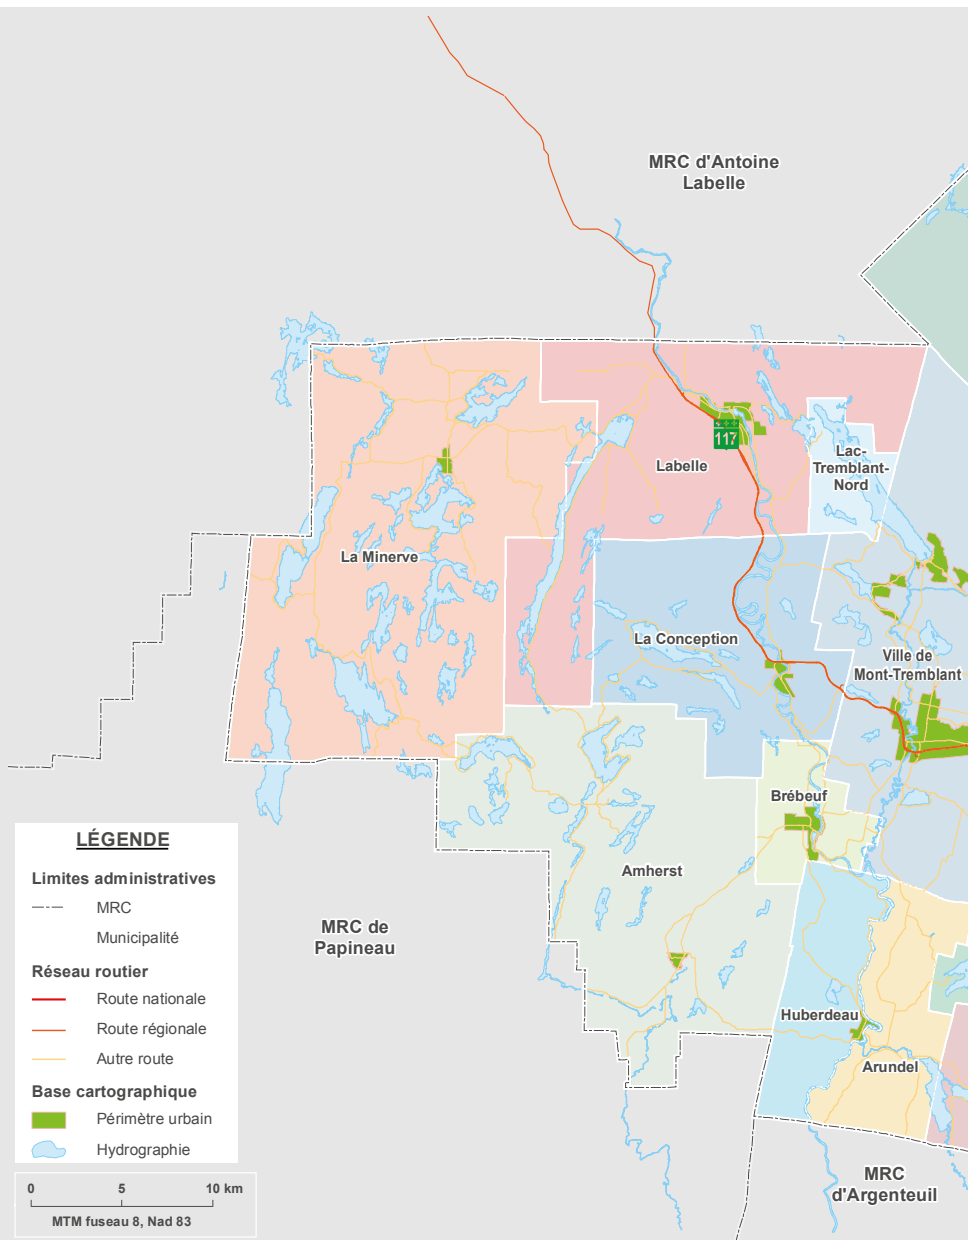 MRC d'Antoine
Labelle
117
Labelle
Lac-
Tremblant-
Nord
La Minerve
La Conception
Ville de
Mont-Tremblant
Brébeuf
Amherst
MRC de
Papineau
Huberdeau
Arundel
MRC
d'Argenteuil
LÉGENDE
Limites administratives
MRC
Municipalité
Réseau routier
Route nationale
Route régionale
Autre route
Base cartographique
Périmètre urbain
Hydrographie
0 5 10 km
MTM fuseau 8, Nad 83